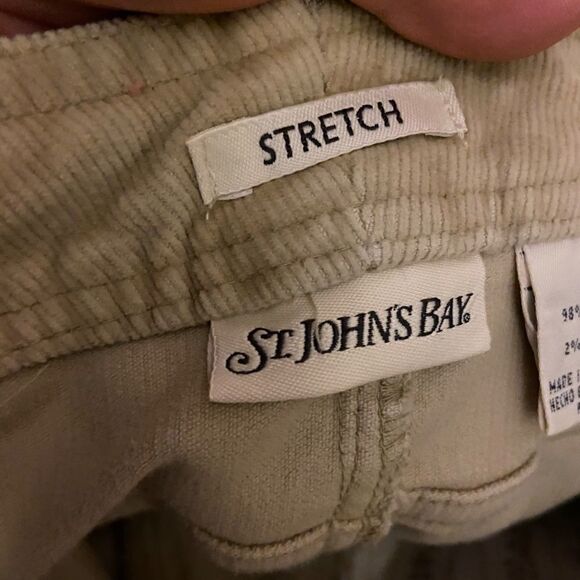 STRETCH
ST. JOHN'S BAY®
98%
2%
MADE
HECHO